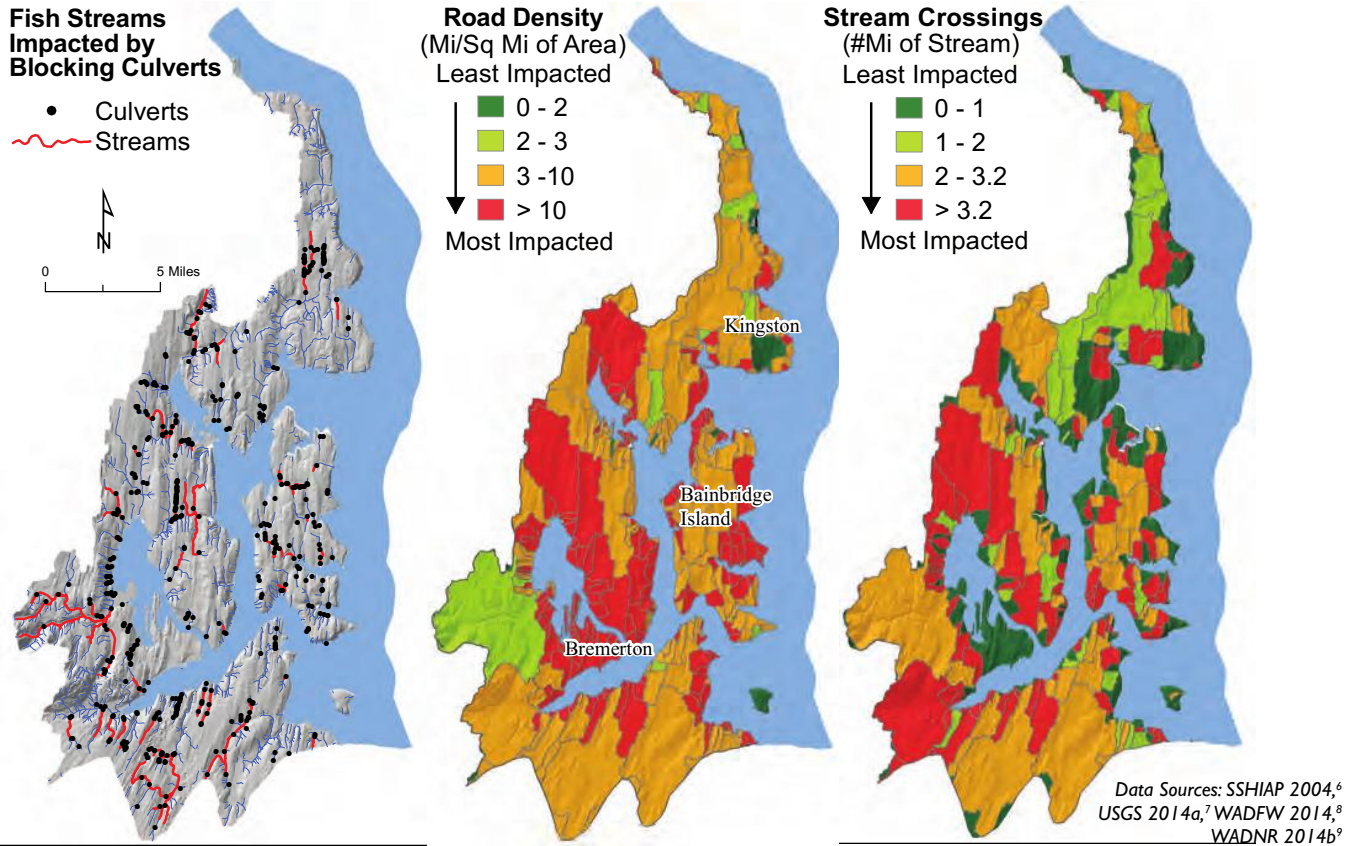 Fish Streams
Impacted by
Blocking Culverts
Culverts
Streams
N
0 5 Miles
Road Density
(Mi/Sq Mi of Area)
Least Impacted
0 - 2
2 - 3
3 -10
> 10
Most Impacted
Kingston
Bainbridge
Island
Bremerton
Stream Crossings
(#Mi of Stream)
Least Impacted
0 - 1
1 - 2
2 - 3.2
> 3.2
Most Impacted
Data Sources: SSHIAP 2004,⁶
USGS 2014a,⁷ WADFW 2014,⁸
WADNR 2014b⁹